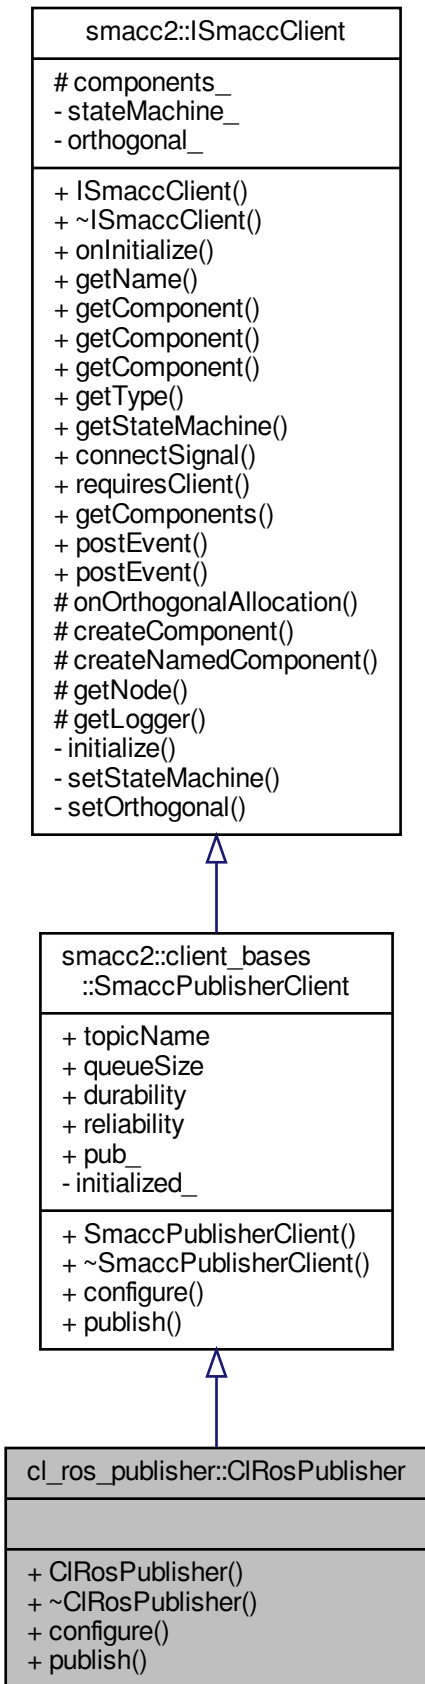 smacc2::ISmaccClient
# components_
- stateMachine_
- orthogonal_
+ ISmaccClient()
+ ~ISmaccClient()
+ onInitialize()
+ getName()
+ getComponent()
+ getComponent()
+ getComponent()
+ getType()
+ getStateMachine()
+ connectSignal()
+ requiresClient()
+ getComponents()
+ postEvent()
+ postEvent()
# onOrthogonalAllocation()
# createComponent()
# createNamedComponent()
# getNode()
# getLogger()
- initialize()
- setStateMachine()
- setOrthogonal()
smacc2::client_bases
::SmaccPublisherClient
+ topicName
+ queueSize
+ durability
+ reliability
+ pub_
- initialized_
+ SmaccPublisherClient()
+ ~SmaccPublisherClient()
+ configure()
+ publish()
cl_ros_publisher::ClRosPublisher
+ ClRosPublisher()
+ ~ClRosPublisher()
+ configure()
+ publish()